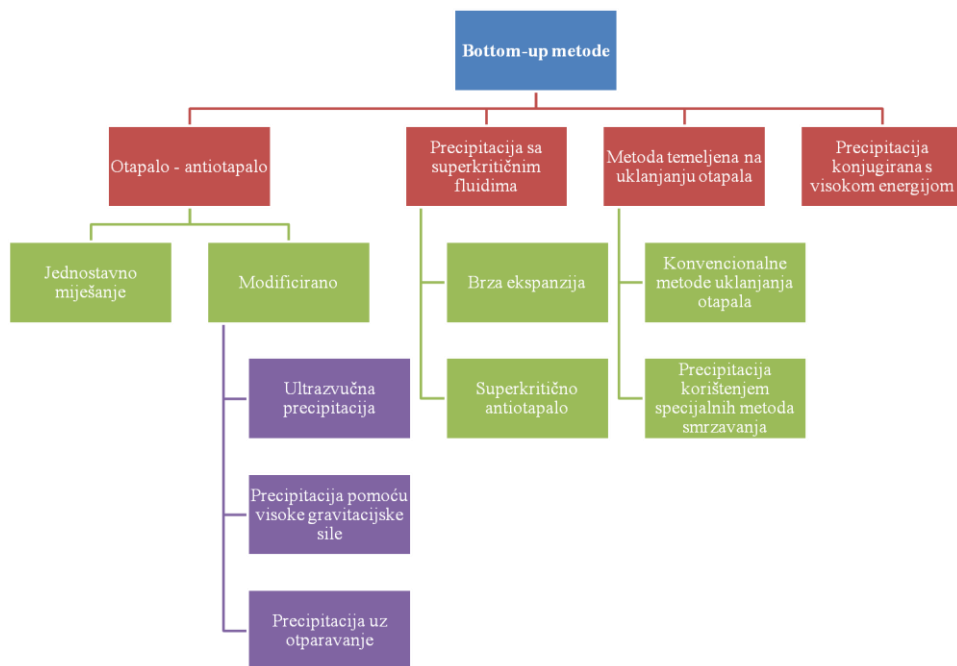 Bottom-up metode
Otapalo - antiotapalo
Precipitacija sa
superkritičnim
fluidima
Metoda temeljena na
uklanjanju otapala
Precipitacija
konjugirana s
visokom energijom
Jednostavno
miješanje
Modificirano
Brza ekspanzija
Konvencionalne
metode uklanjanja
otapala
Ultrazvučna
precipitacija
Superkritično
antiotapalo
Precipitacija
korištenjem
specijalnih metoda
smrzavanja
Precipitacija pomoću
visoke gravitacijske
sile
Precipitacija uz
otparavanje